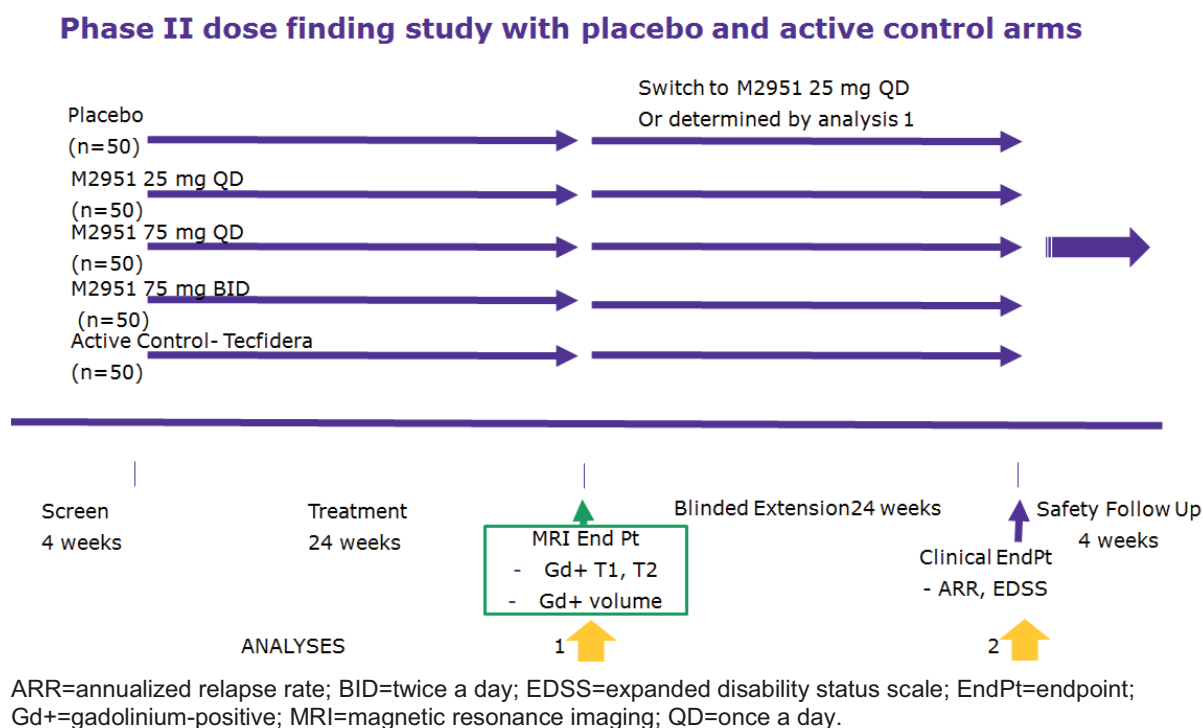 Phase II dose finding study with placebo and active control arms
Switch to M2951 25 mg QD
Or determined by analysis 1
Placebo
(n=50)
M2951 25 mg QD
(n=50)
M2951 75 mg QD
(n=50)
M2951 75 mg BID
(n=50)
Active Control- Tecfidera
(n=50)
Screen
4 weeks
Treatment
24 weeks
MRI End Pt
- Gd+ T1, T2
- Gd+ volume
Blinded Extension24 weeks
Clinical EndPt
- ARR, EDSS
Safety Follow Up
4 weeks
ANALYSES
1
2
ARR=annualized relapse rate; BID=twice a day; EDSS=expanded disability status scale; EndPt=endpoint;
Gd+=gadolinium-positive; MRI=magnetic resonance imaging; QD=once a day.